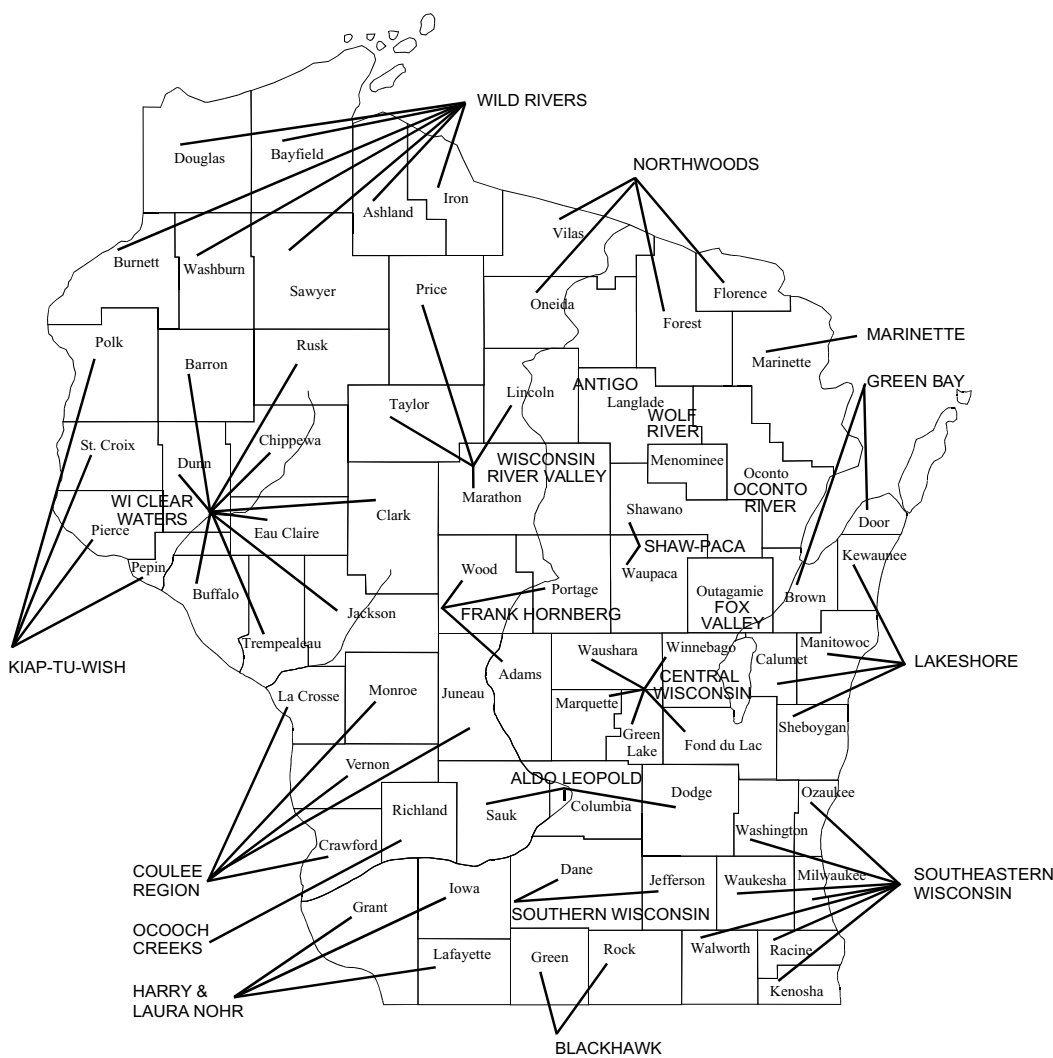 WILD RIVERS
Douglas
Bayfield
NORTHWOODS
Ashland
Iron
Vilas
Burnett
Washburn
Sawyer
Price
Oneida
Florence
Forest
MARINETTE
Polk
Rusk
Marinette
Barron
GREEN BAY
ANTIGO
Langlade
Lincoln
Taylor
WOLF
RIVER
St. Croix
Chippewa
Dunn
WISCONSIN
RIVER VALLEY
Menominee
Marathon
Oconto
OCONTO
RIVER
WI CLEAR
WATERS
Clark
Shawano
Door
Pierce
Eau Claire
SHAW-PACA
Kewaunee
Pepin
Wood
Waupaca
Buffalo
Portage
Outagamie
Brown
FOX
VALLEY
Jackson
FRANK HORNBERG
Trempealeau
Waushara
Winnebago
Manitowoc
Calumet
LAKESHORE
KIAP-TU-WISH
Adams
CENTRAL
WISCONSIN
La Crosse
Monroe
Juneau
Marquette
Sheboygan
Green
Lake
Fond du Lac
Vernon
ALDO LEOPOLD
Dodge
Ozaukee
Richland
Sauk
Columbia
Washington
Crawford
COULEE
REGION
Dane
Jefferson
Waukesha
Milwaukee
SOUTHEASTERN
WISCONSIN
Iowa
Grant
SOUTHERN WISCONSIN
OCOOCH
CREEKS
Walworth
Racine
Lafayette
Green
Rock
HARRY &
LAURA NOHR
Kenosha
BLACKHAWK